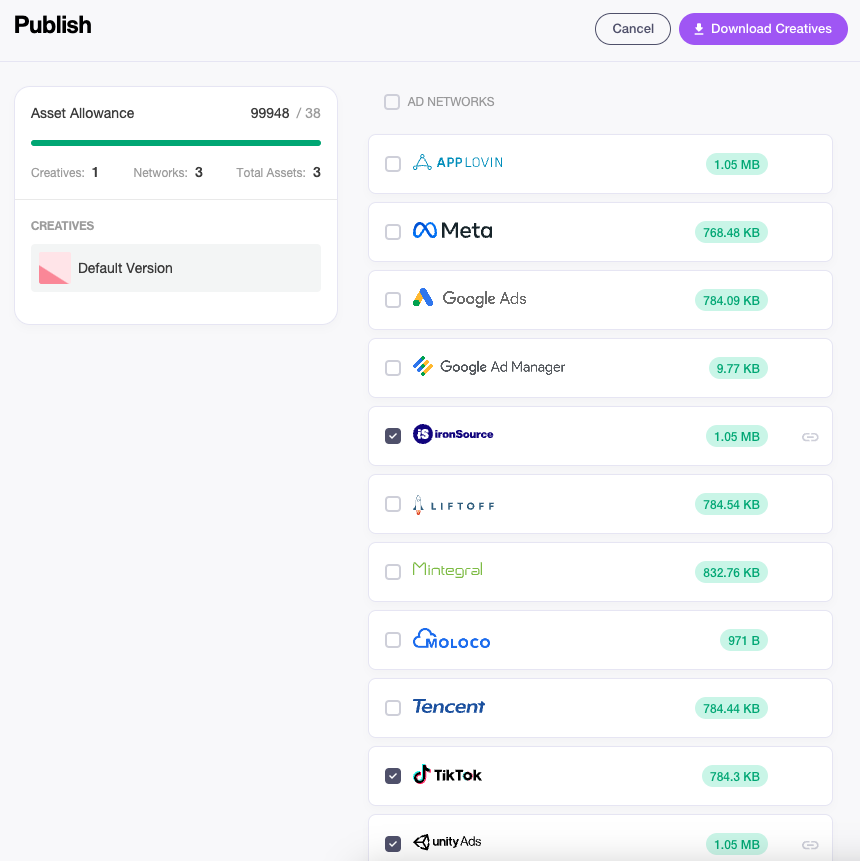 Publish
Cancel
Download Creatives
Asset Allowance 99948 / 38
Creatives: 1 Networks: 3 Total Assets: 3
CREATIVES
Default Version
AD NETWORKS
APPLOVIN 1.05 MB
Meta 768.48 KB
Google Ads 784.09 KB
Google Ad Manager 9.77 KB
iS ironSource 1.05 MB
LIFTOFF 784.54 KB
Mintegral 832.76 KB
MOLOCO 971 B
Tencent 784.44 KB
TikTok 784.3 KB
unity Ads 1.05 MB